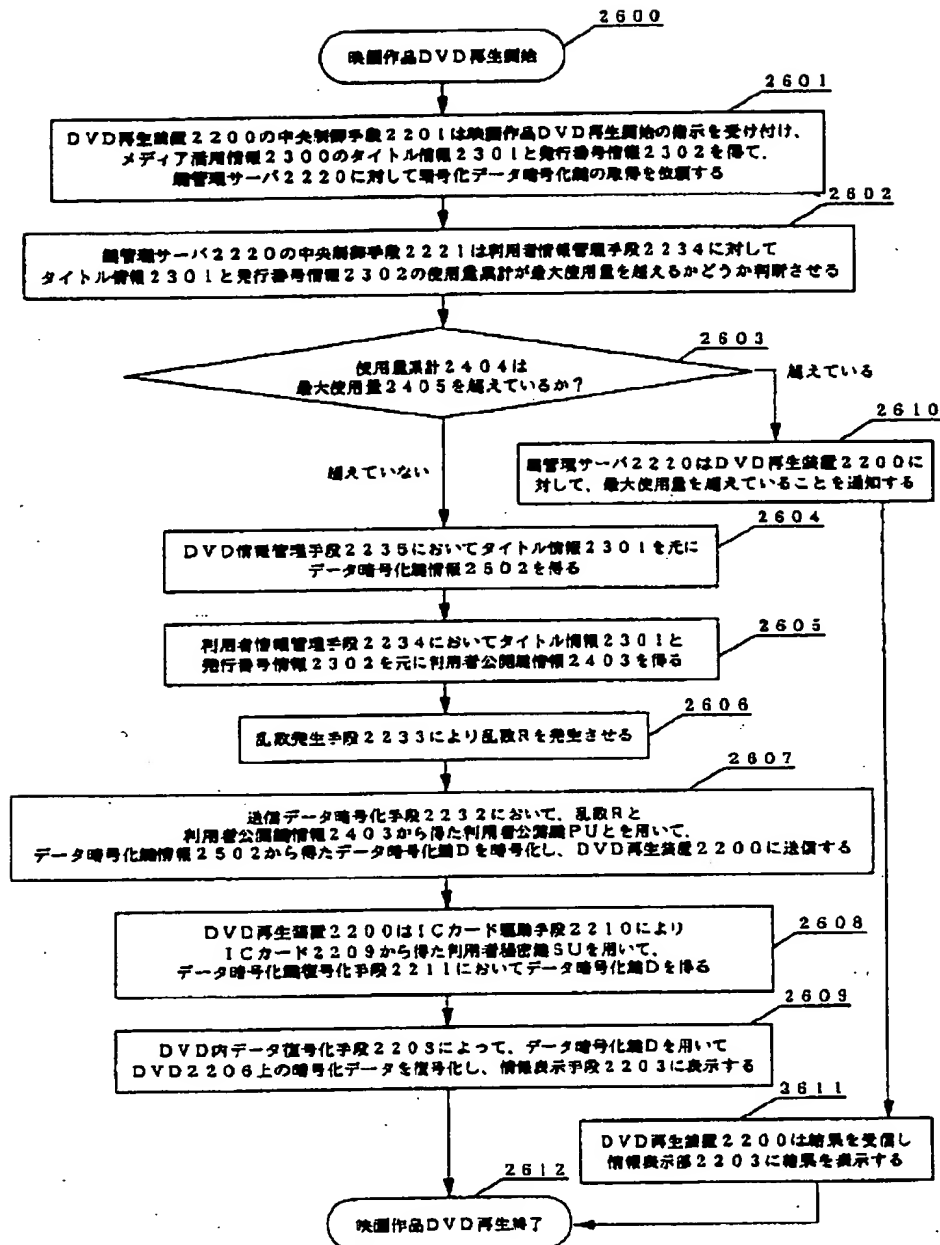 2600
映画作品DVD再生開始
2601
DVD再生装置2200の中央制御手段2201は映画作品DVD再生開始の指示を受け付け、
メディア活用情報2300のタイトル情報2301と発行番号情報2302を得て、
鍵管理サーバ2220に対して暗号化データ暗号化鍵の取得を依頼する
2602
鍵管理サーバ2220の中央制御手段2221は利用者情報管理手段2234に対して
タイトル情報2301と発行番号情報2302の使用量累計が最大使用量を越えるかどうか判断させる
2603
使用量累計2404は
最大使用量2405を越えているか?
越えている
2610
越えていない
鍵管理サーバ2220はDVD再生装置2200に
対して、最大使用量を越えていることを通知する
2604
DVD情報管理手段2235においてタイトル情報2301を元に
データ暗号化鍵情報2502を得る
2605
利用者情報管理手段2234においてタイトル情報2301と
発行番号情報2302を元に利用者公開鍵情報2403を得る
2606
乱数発生手段2233により乱数Rを発生させる
2607
送信データ暗号化手段2232において、乱数Rと
利用者公開鍵情報2403から得た利用者公開鍵PUとを用いて、
データ暗号化鍵情報2502から得たデータ暗号化鍵Dを暗号化し、DVD再生装置2200に送信する
2608
DVD再生装置2200はICカード駆動手段2210により
ICカード2209から得た利用者秘密鍵SUを用いて、
データ暗号化鍵復号化手段2211においてデータ暗号化鍵Dを得る
2609
DVD内データ復号化手段2203によって、データ暗号化鍵Dを用いて
DVD2206上の暗号化データを復号化し、情報表示手段2203に表示する
2611
DVD再生装置2200は結果を受信し
情報表示部2203に結果を表示する
2612
映画作品DVD再生終了